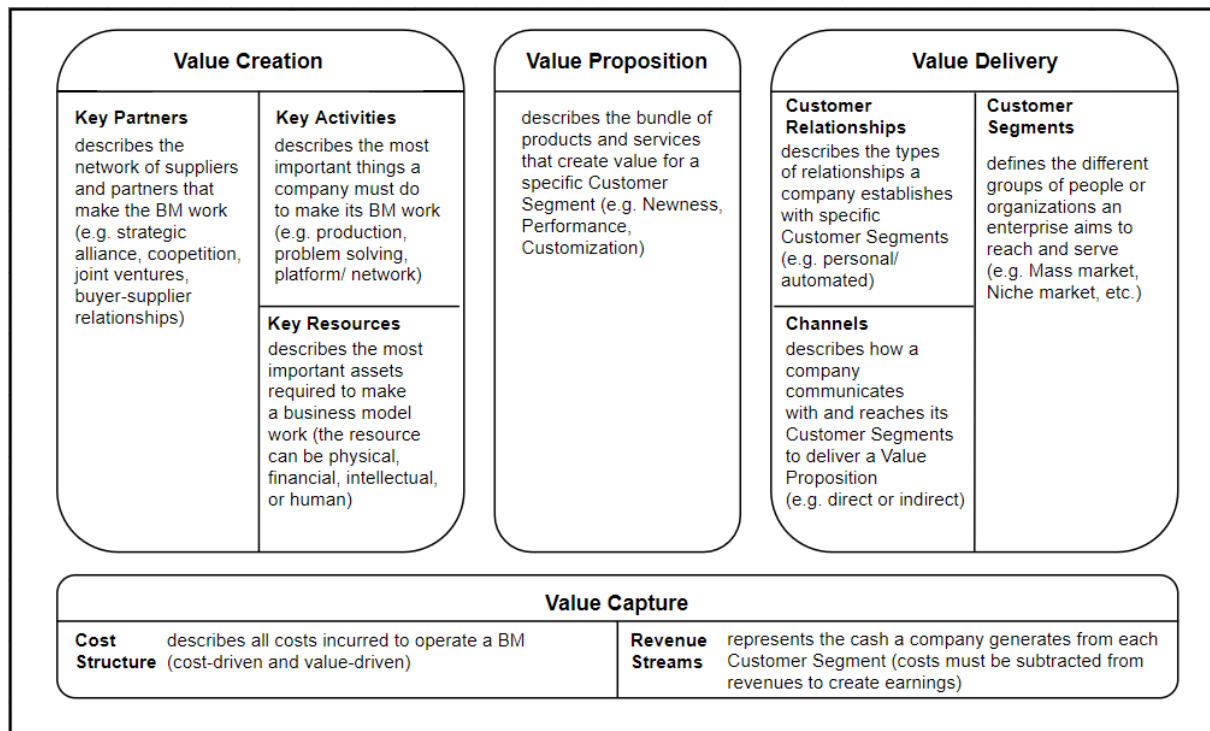 Value Creation
Key Partners
describes the
network of suppliers
and partners that
make the BM work
(e.g. strategic
alliance, coopetition,
joint ventures,
buyer-supplier
relationships)
Key Activities
describes the most
important things a
company must do
to make its BM work
(e.g. production,
problem solving,
platform/ network)
Key Resources
describes the most
important assets
required to make
a business model
work (the resource
can be physical,
financial, intellectual,
or human)
Value Proposition
describes the bundle of
products and services
that create value for a
specific Customer
Segment (e.g. Newness,
Performance,
Customization)
Value Delivery
Customer
Relationships
describes the types
of relationships a
company establishes
with specific
Customer Segments
(e.g. personal/
automated)
Channels
describes how a
company
communicates
with and reaches its
Customer Segments
to deliver a Value
Proposition
(e.g. direct or indirect)
Customer
Segments
defines the different
groups of people or
organizations an
enterprise aims to
reach and serve
(e.g. Mass market,
Niche market, etc.)
Value Capture
Cost
Structure
describes all costs incurred to operate a BM
(cost-driven and value-driven)
Revenue
Streams
represents the cash a company generates from each
Customer Segment (costs must be subtracted from
revenues to create earnings)